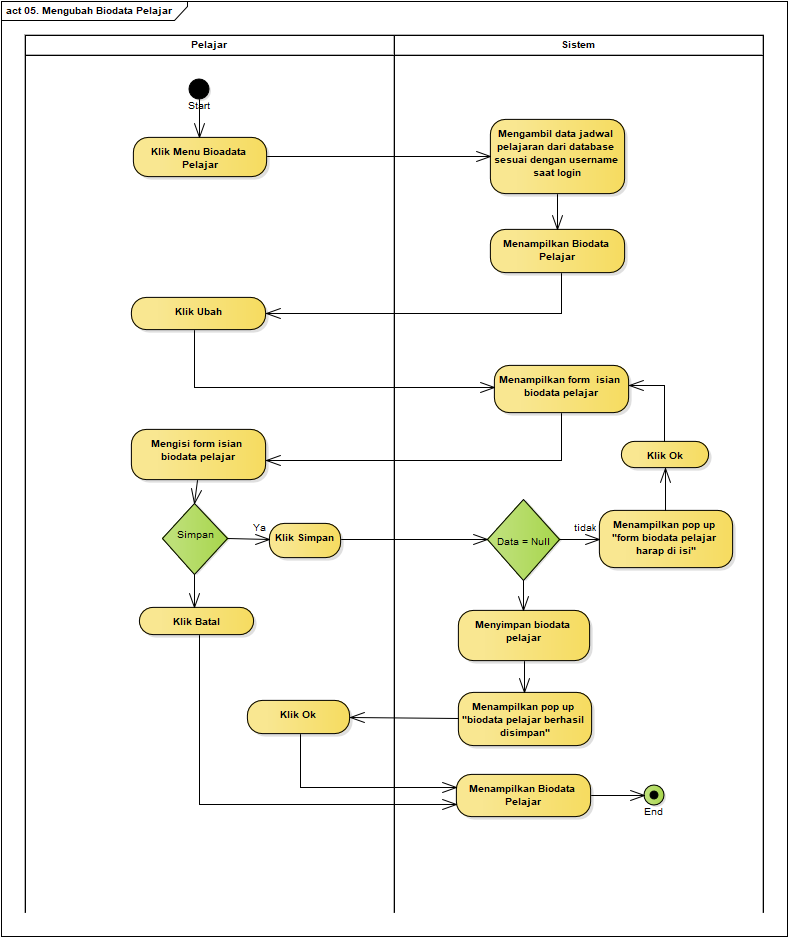 act 05. Mengubah Biodata Pelajar
Pelajar
Sistem
Start
Klik Menu Bioadata
Pelajar
Mengambil data jadwal
pelajaran dari database
sesuai dengan username
saat login
Menampilkan Biodata
Pelajar
Klik Ubah
Menampilkan form isian
biodata pelajar
Mengisi form isian
biodata pelajar
Klik Ok
Simpan
Ya
Klik Simpan
Data = Null
tidak
Menampilkan pop up
"form biodata pelajar
harap di isi"
Klik Batal
Menyimpan biodata
pelajar
Klik Ok
Menampilkan pop up
"biodata pelajar berhasil
disimpan"
Menampilkan Biodata
Pelajar
End